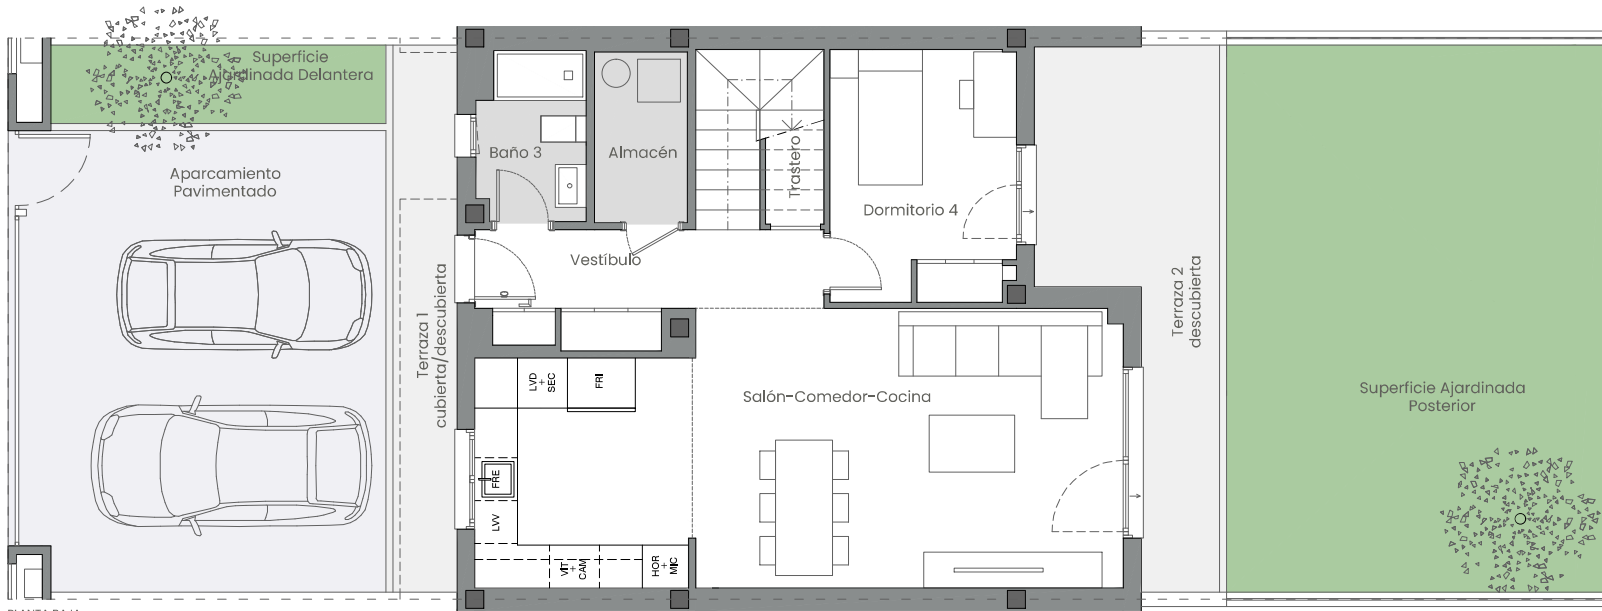 Superficie
Ajardinada Delantera
Aparcamiento
Pavimentado
Terraza 1
cubierta/descubierta
Baño 3
Almacén
Trastero
Dormitorio 4
Vestíbulo
LVD
+
SEC
FRI
FRE
LVV
VIT
+
CAM
HOR
+
MIC
Salón-Comedor-Cocina
Terraza 2
descubierta
Superficie Ajardinada
Posterior